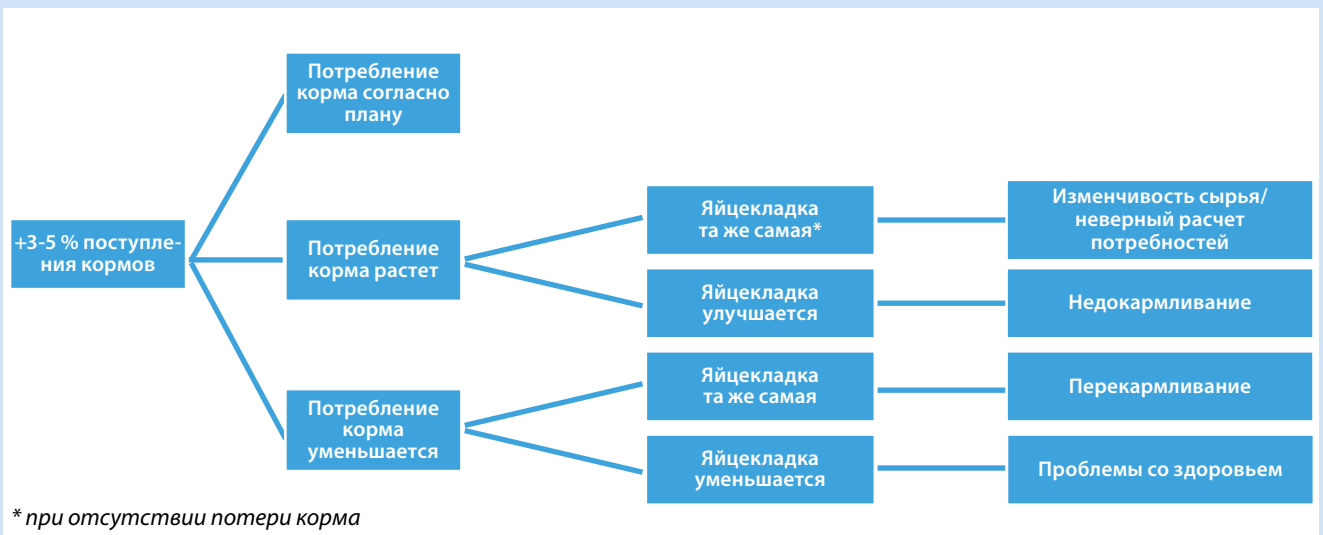 Потребление
корма согласно
плану
+3-5 % поступле-
ния кормов
Потребление
корма растет
Яйцекладка
та же самая*
Изменчивость сырья/
неверный расчет
потребностей
Яйцекладка
улучшается
Недокармливание
Потребление
корма
уменьшается
Яйцекладка
та же самая
Перекармливание
Яйцекладка
уменьшается
Проблемы со здоровьем
* при отсутствии потери корма